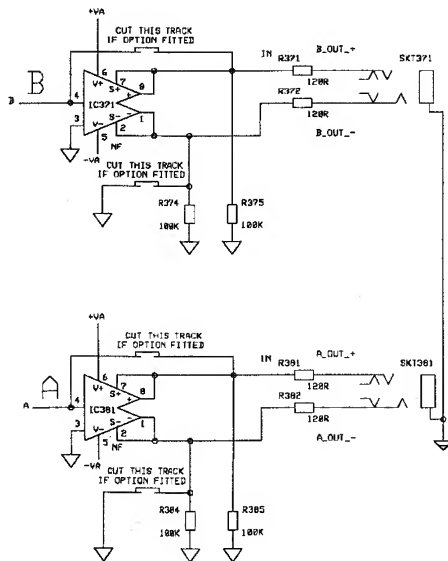 +VA
CUT THIS TRACK
IF OPTION FITTED
B
B
4
3
6
7
V+
S+
+
8
IC371
-
1
V-
S-
2
5
-VA
NF
IN
R371
120R
B_OUT_+
R372
120R
B_OUT_-
SKT371
CUT THIS TRACK
IF OPTION FITTED
R374
100K
R375
100K
+VA
CUT THIS TRACK
IF OPTION FITTED
A
A
4
3
6
7
V+
S+
+
8
IC381
-
1
V-
S-
2
5
-VA
NF
IN
R381
120R
A_OUT_+
R382
120R
A_OUT_-
SKT381
CUT THIS TRACK
IF OPTION FITTED
R384
100K
R385
100K